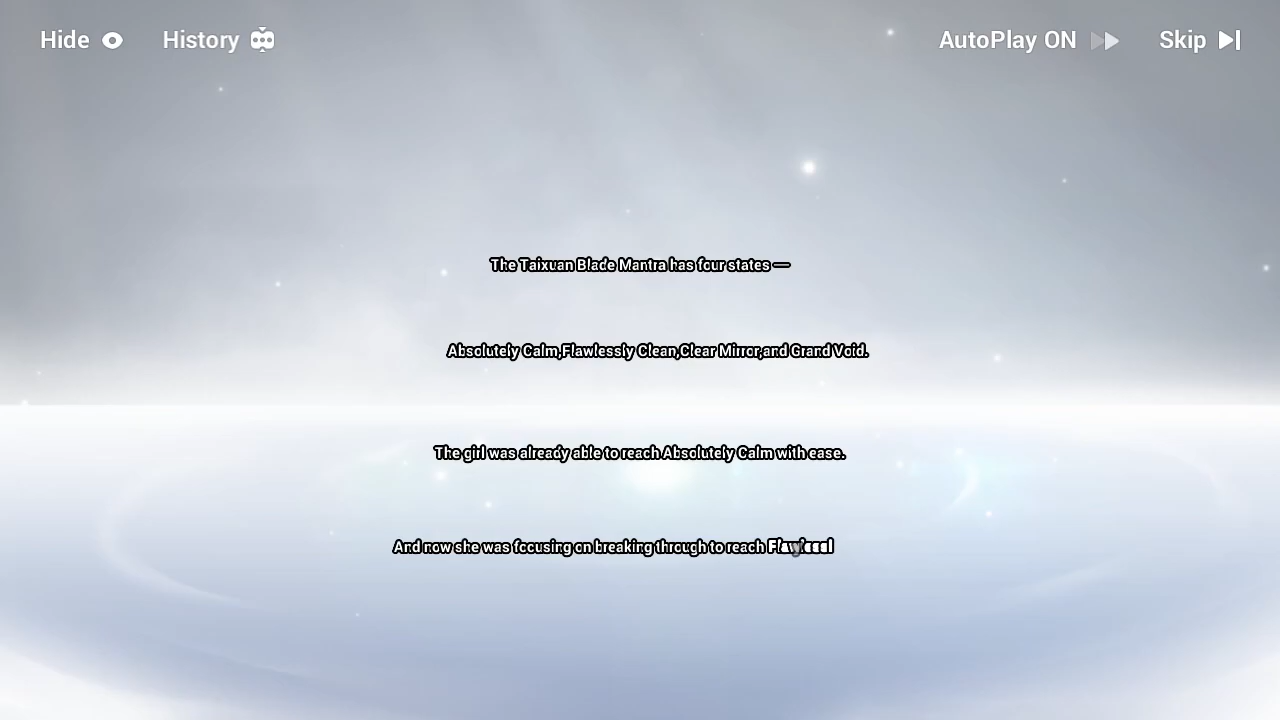 Hide
History
AutoPlay ON
Skip
The Taixuan Blade Mantra has four states —
Absolutely Calm,Flawlessly Clean,Clear Mirror,and Grand Void.
The girl was already able to reach Absolutely Calm with ease.
And now she was focusing on breaking through to reach